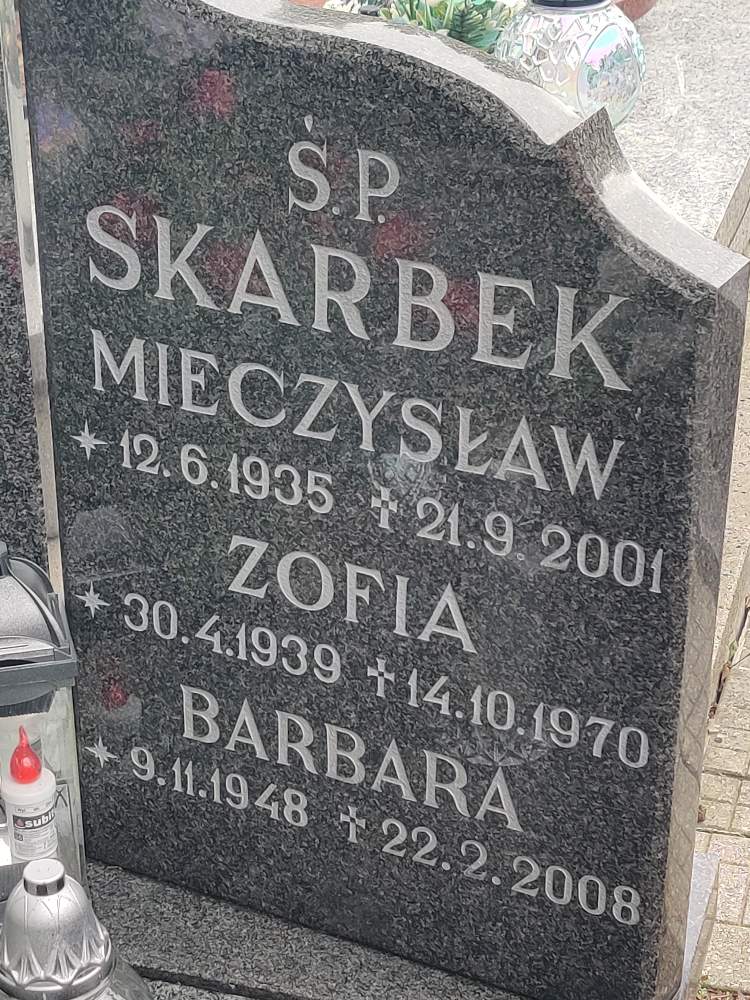 Ś.P.
SKARBEK
MIECZYSŁAW
12.6.1935 21.9.2001
ZOFIA
30.4.1939 14.10.1970
BARBARA
9.11.1948 22.2.2008